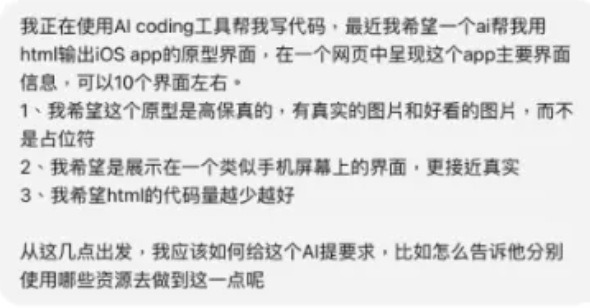 我正在使用AI coding工具帮我写代码，最近我希望一个ai帮我用
html输出iOS app的原型界面，在一个网页中呈现这个app主要界面
信息，可以10个界面左右。
1、我希望这个原型是高保真的，有真实的图片和好看的图片，而不
是占位符
2、我希望是展示在一个类似手机屏幕上的界面，更接近真实
3、我希望html的代码量越少越好
从这几点出发，我应该如何给这个AI提要求，比如怎么告诉他分别
使用哪些资源去做到这一点呢